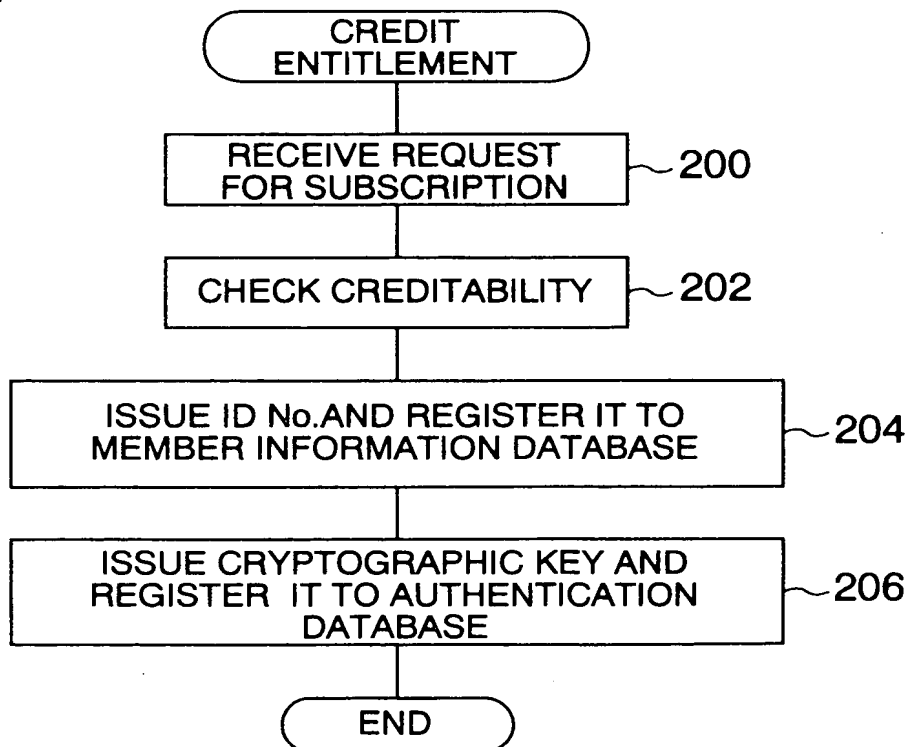 CREDIT
ENTITLEMENT
RECEIVE REQUEST
FOR SUBSCRIPTION
200
CHECK CREDITABILITY
202
ISSUE ID No.AND REGISTER IT TO
MEMBER INFORMATION DATABASE
204
ISSUE CRYPTOGRAPHIC KEY AND
REGISTER IT TO AUTHENTICATION
DATABASE
206
END